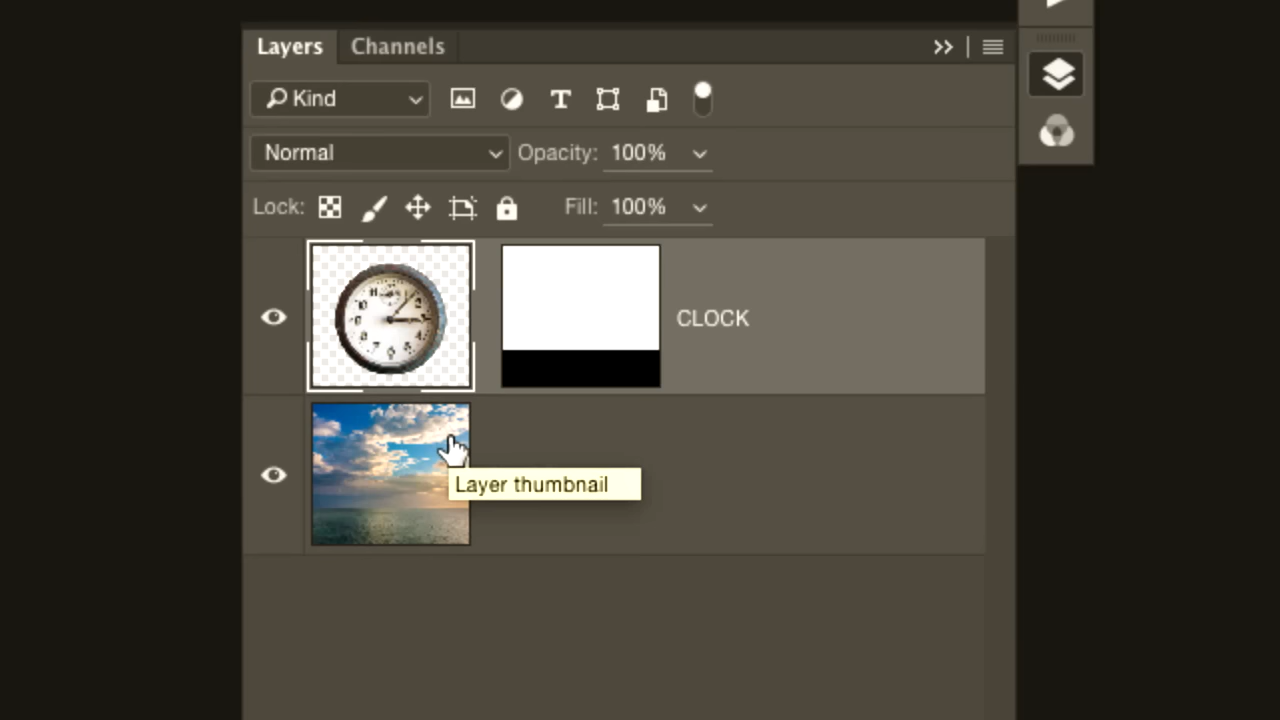 Layers Channels
Kind T
Normal Opacity: 100%
Lock: Fill: 100%
CLOCK
Layer thumbnail